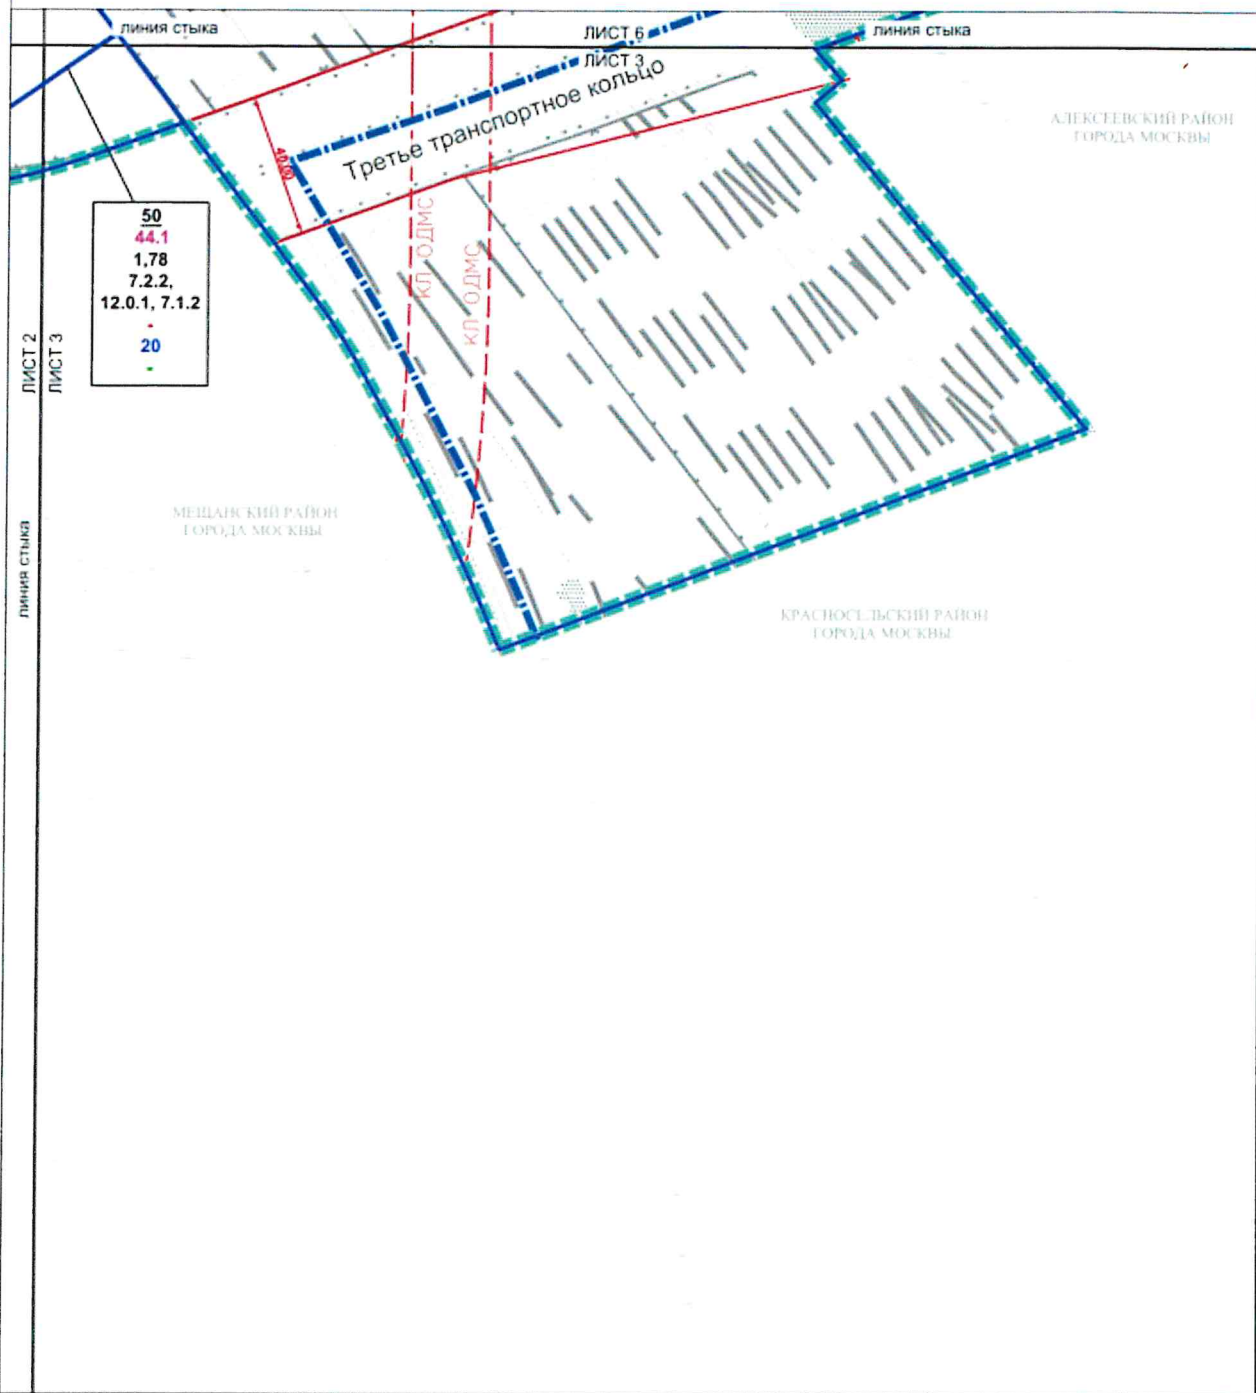 линия стыка
ЛИСТ 6
линия стыка
ЛИСТ 3
Третье транспортное кольцо
АЛЕКСЕЕВСКИЙ РАЙОН
ГОРОДА МОСКВЫ
50
44.1
1,78
7.2.2,
12.0.1, 7.1.2
-
20
-
КЛ ОДМС
КЛ ОДМС
ЛИСТ 2
ЛИСТ 3
МЕЩАНСКИЙ РАЙОН
ГОРОДА МОСКВЫ
линия стыка
КРАСНОСЕЛЬСКИЙ РАЙОН
ГОРОДА МОСКВЫ